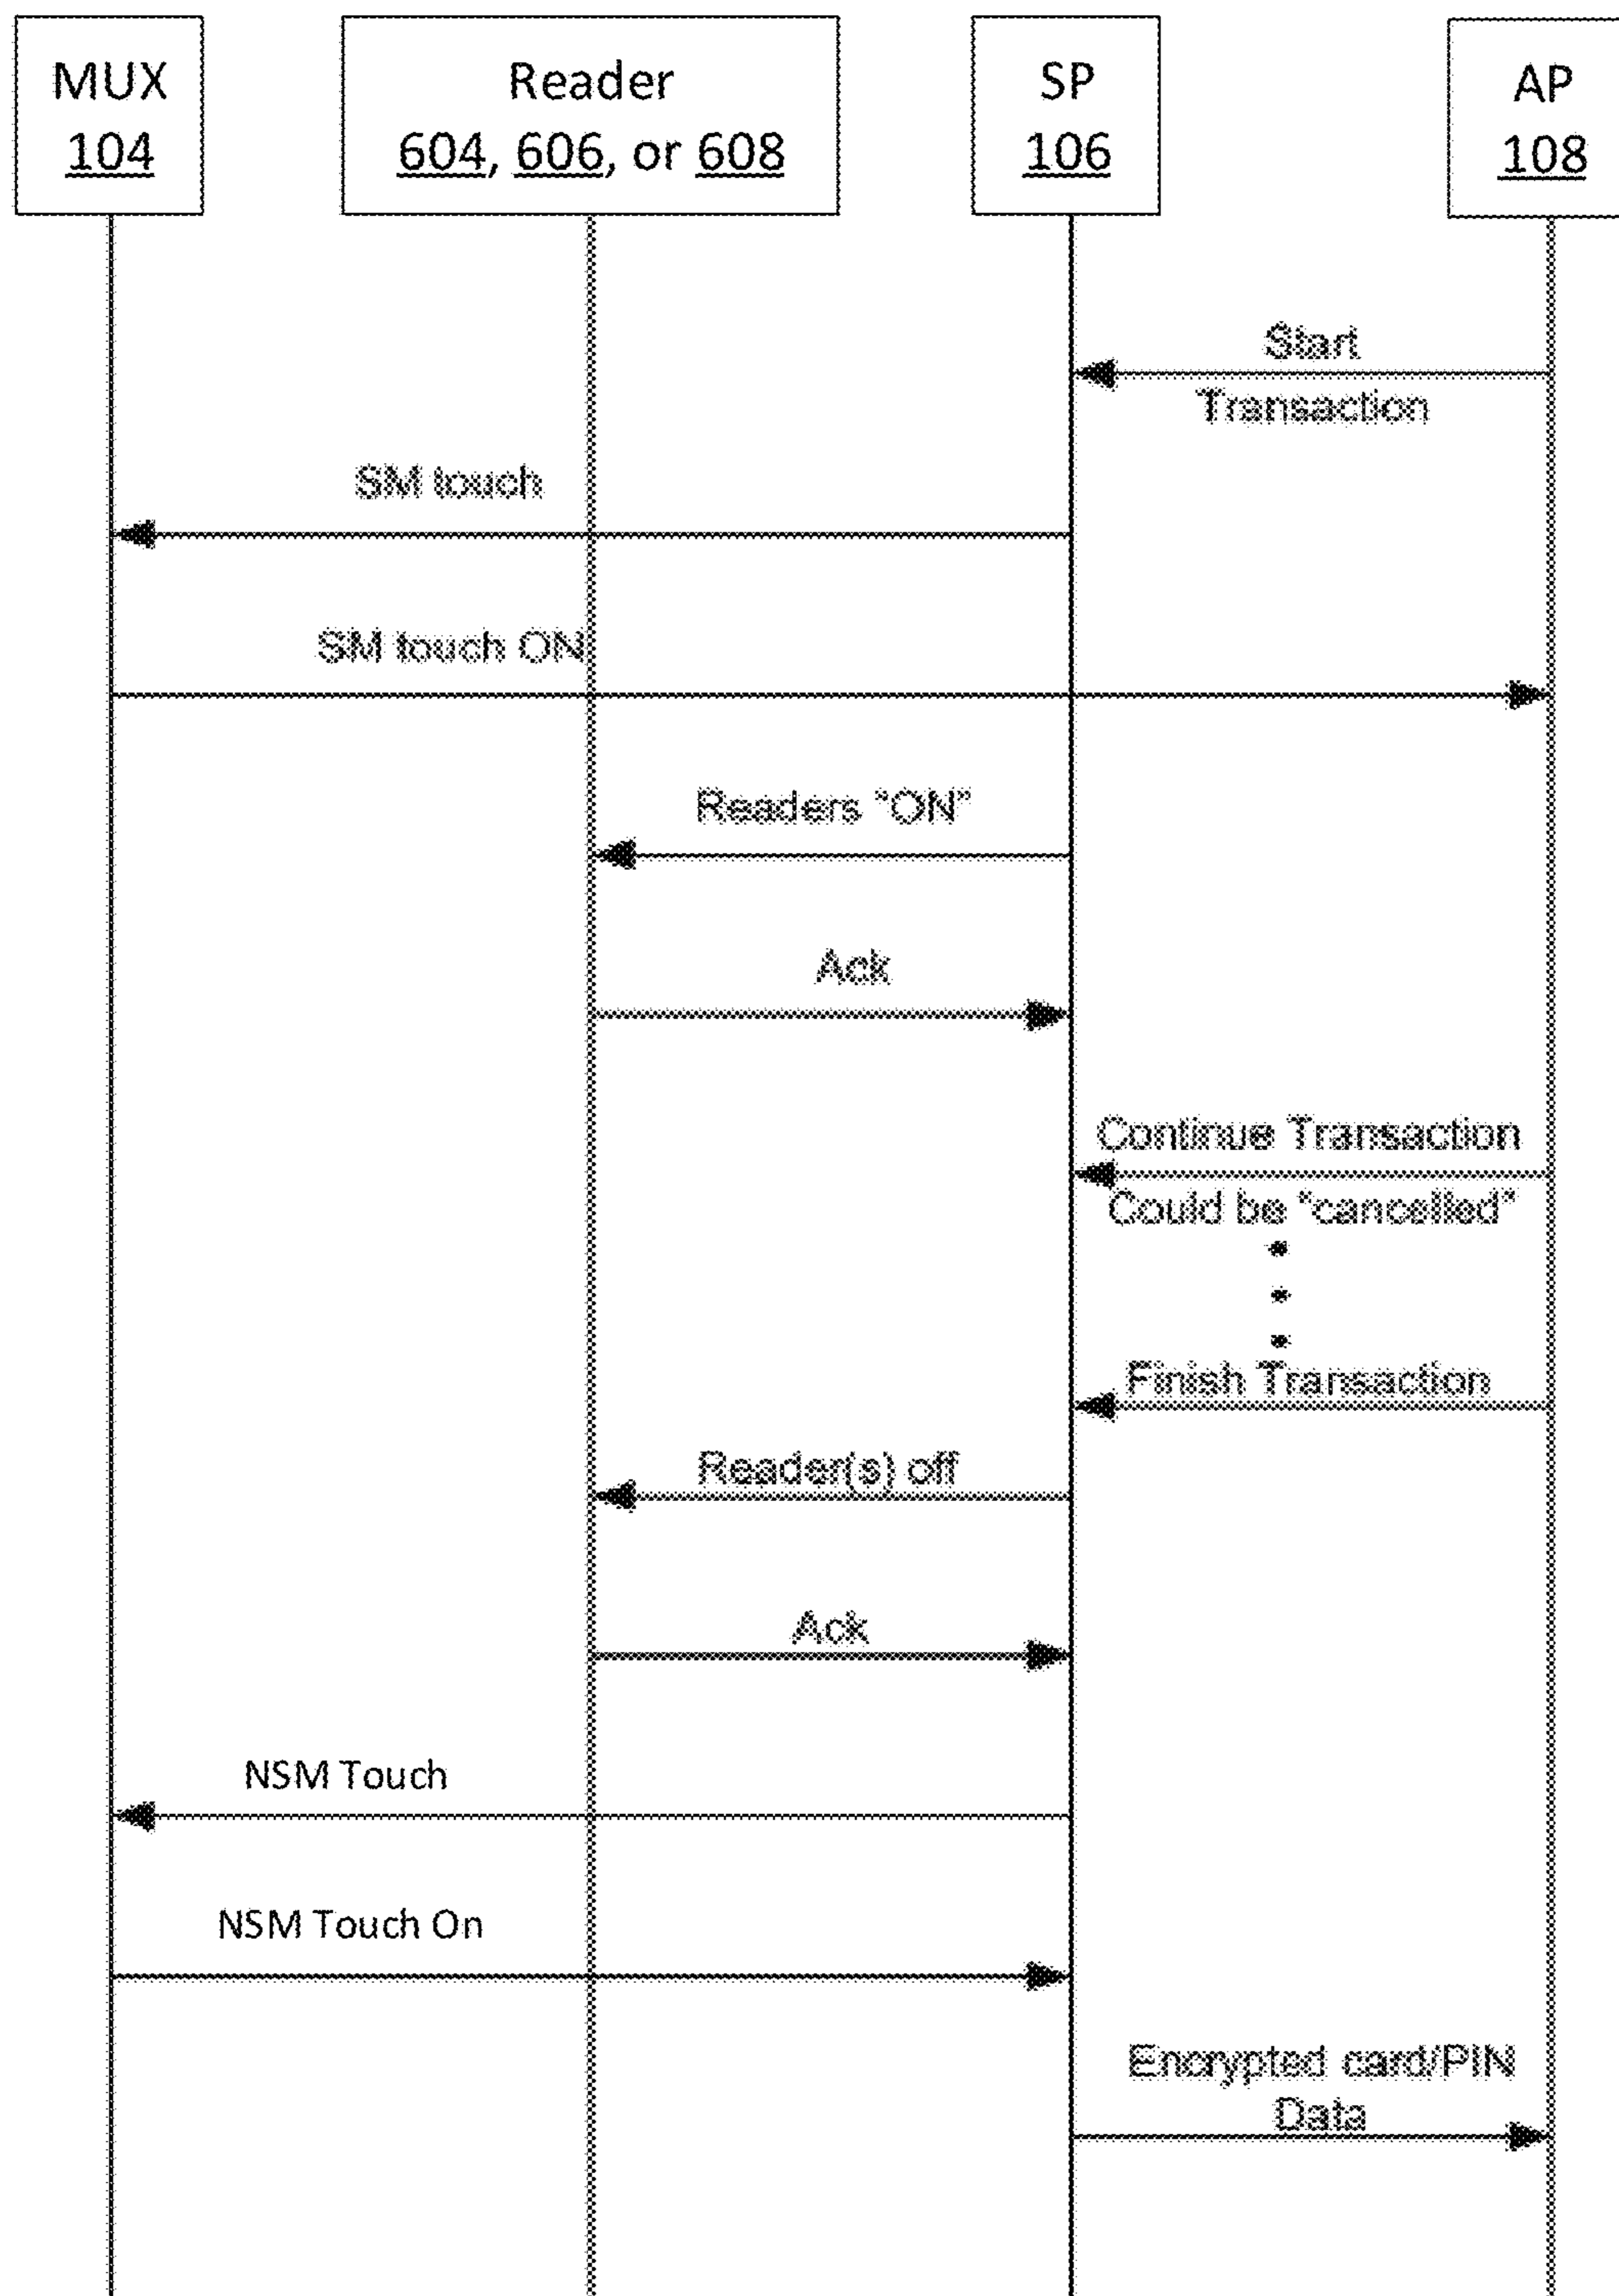 MUX
104
Reader
604, 606, or 608
SP
106
AP
108
Start
Transaction
SM touch
SM touch ON
Readers "ON"
Ack
Continue Transaction
Could be "cancelled"
Finish Transaction
Reader(s) off
Ack
NSM Touch
NSM Touch On
Encrypted card/PIN
Data